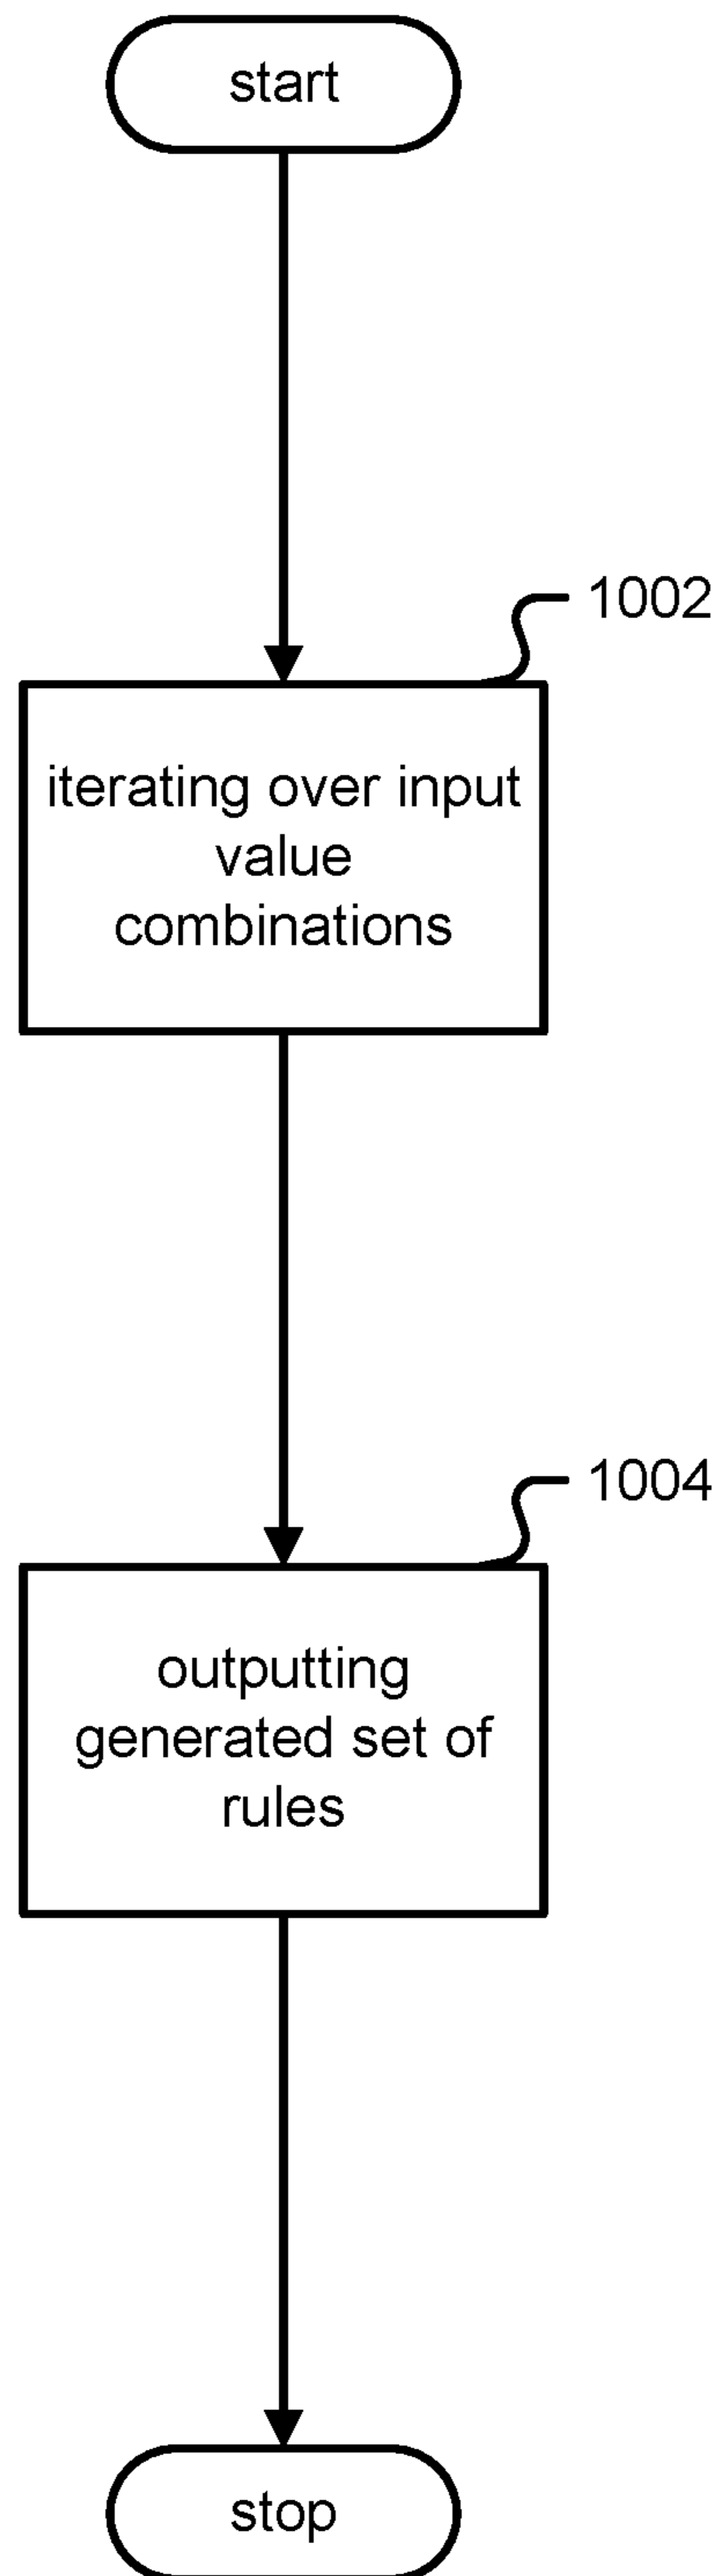 start
1002
iterating over input
value
combinations
1004
outputting
generated set of
rules
stop